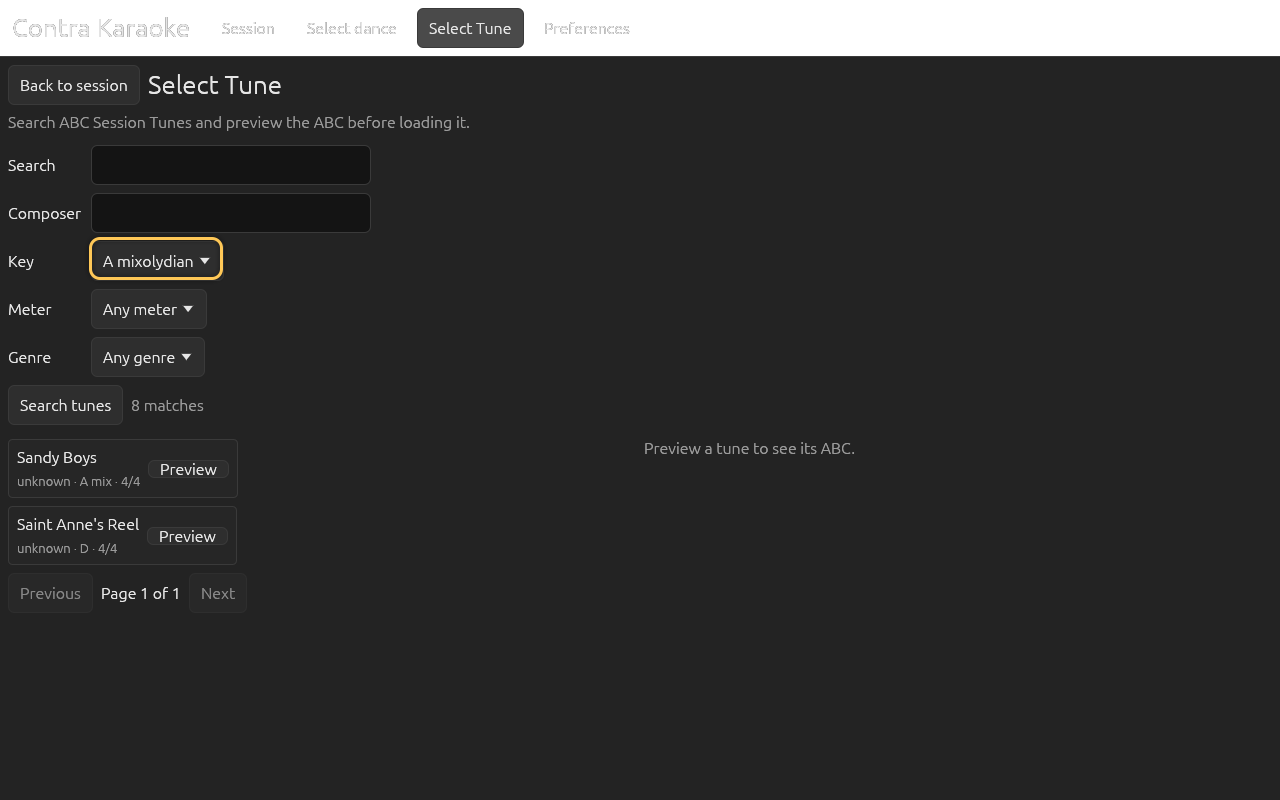 Contra Karaoke Session Select dance Select Tune Preferences
Back to session Select Tune
Search ABC Session Tunes and preview the ABC before loading it.
Search
Composer
Key A mixolydian
Meter Any meter
Genre Any genre
Search tunes 8 matches
Preview a tune to see its ABC.
Sandy Boys
unknown · A mix · 4/4
Preview
Saint Anne's Reel
unknown · D · 4/4
Preview
Previous Page 1 of 1 Next